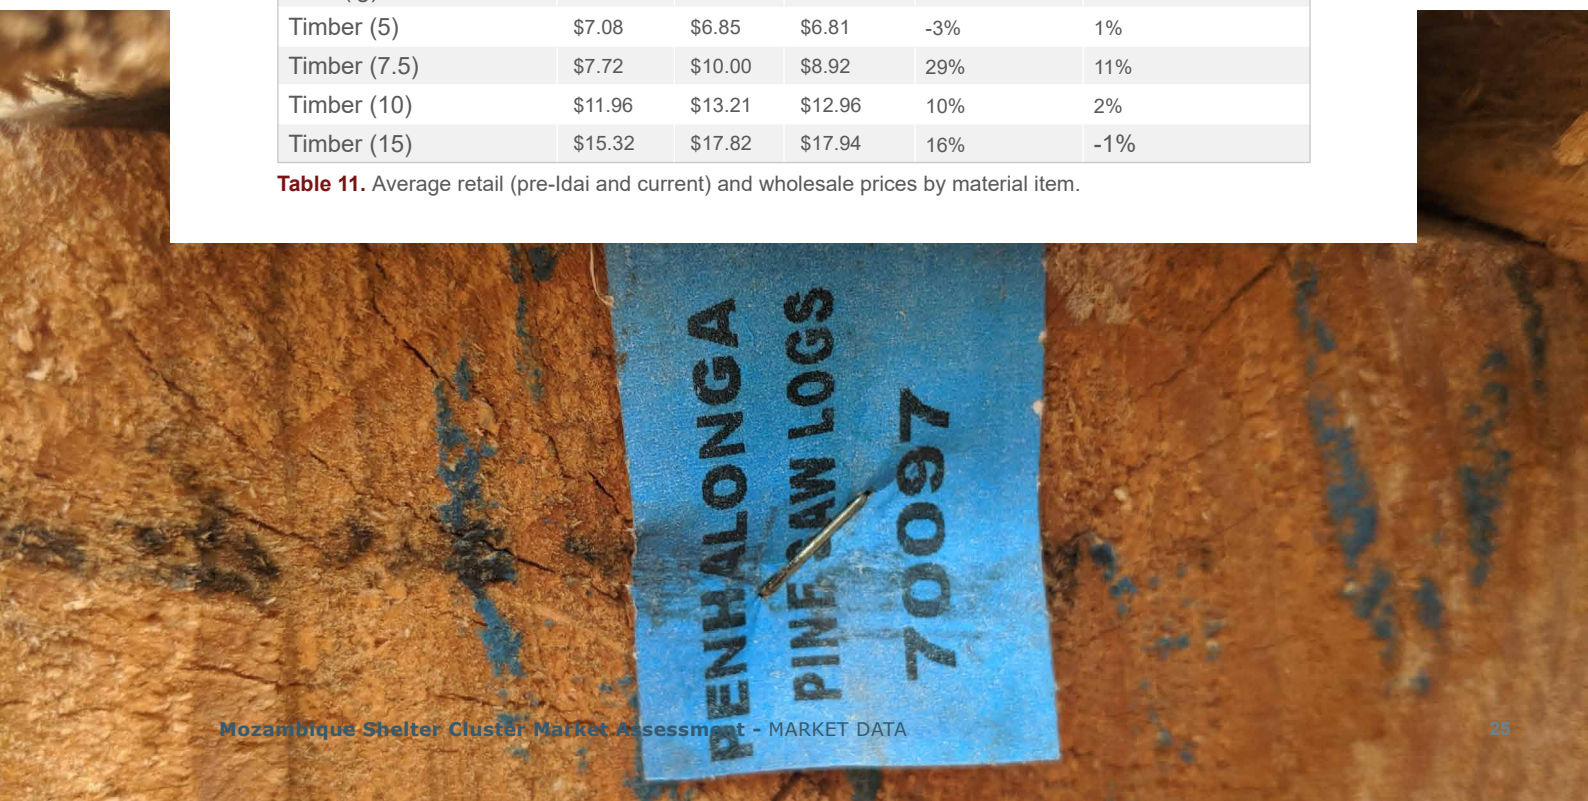 Timber (5) $7.08 $6.85 $6.81 -3% 1%
Timber (7.5) $7.72 $10.00 $8.92 29% 11%
Timber (10) $11.96 $13.21 $12.96 10% 2%
Timber (15) $15.32 $17.82 $17.94 16% -1%
Table 11. Average retail (pre-Idai and current) and wholesale prices by material item.
PENHALONGA
PINE SAW LOGS
70097
Mozambique Shelter Cluster Market Assessment - MARKET DATA 25